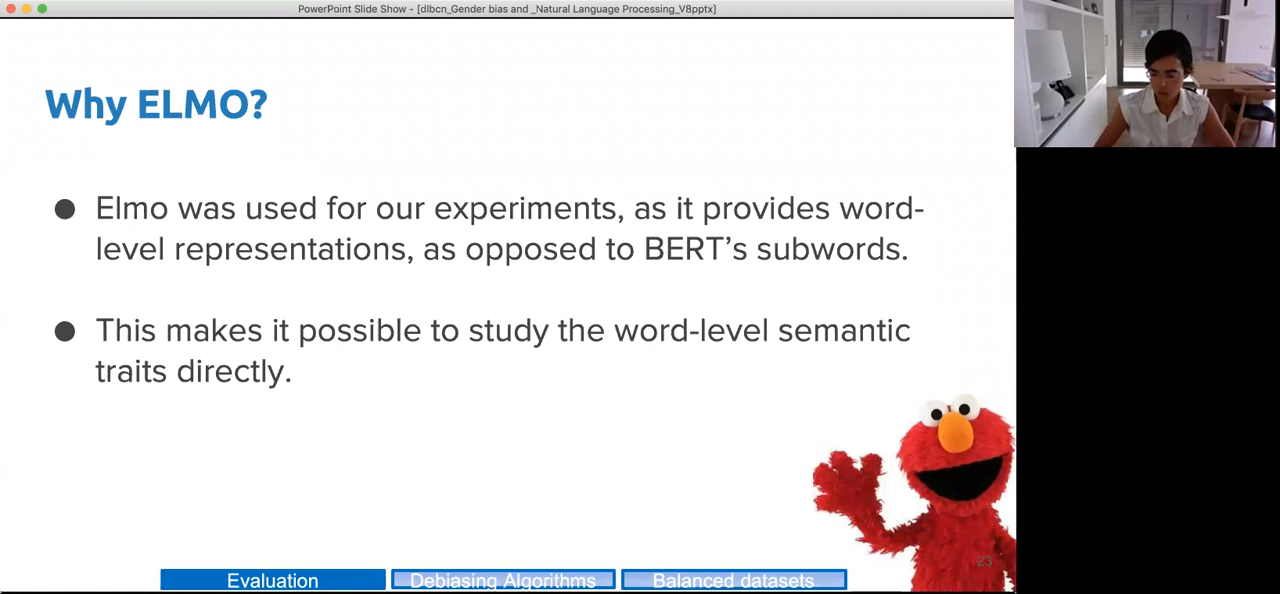 PowerPoint Slide Show - [dlbcn_Gender bias and _Natural Language Processing_V8pptx]
Why ELMO?
● Elmo was used for our experiments, as it provides word-
level representations, as opposed to BERT’s subwords.
● This makes it possible to study the word-level semantic
traits directly.
23
Evaluation
Debiasing Algorithms
Balanced datasets